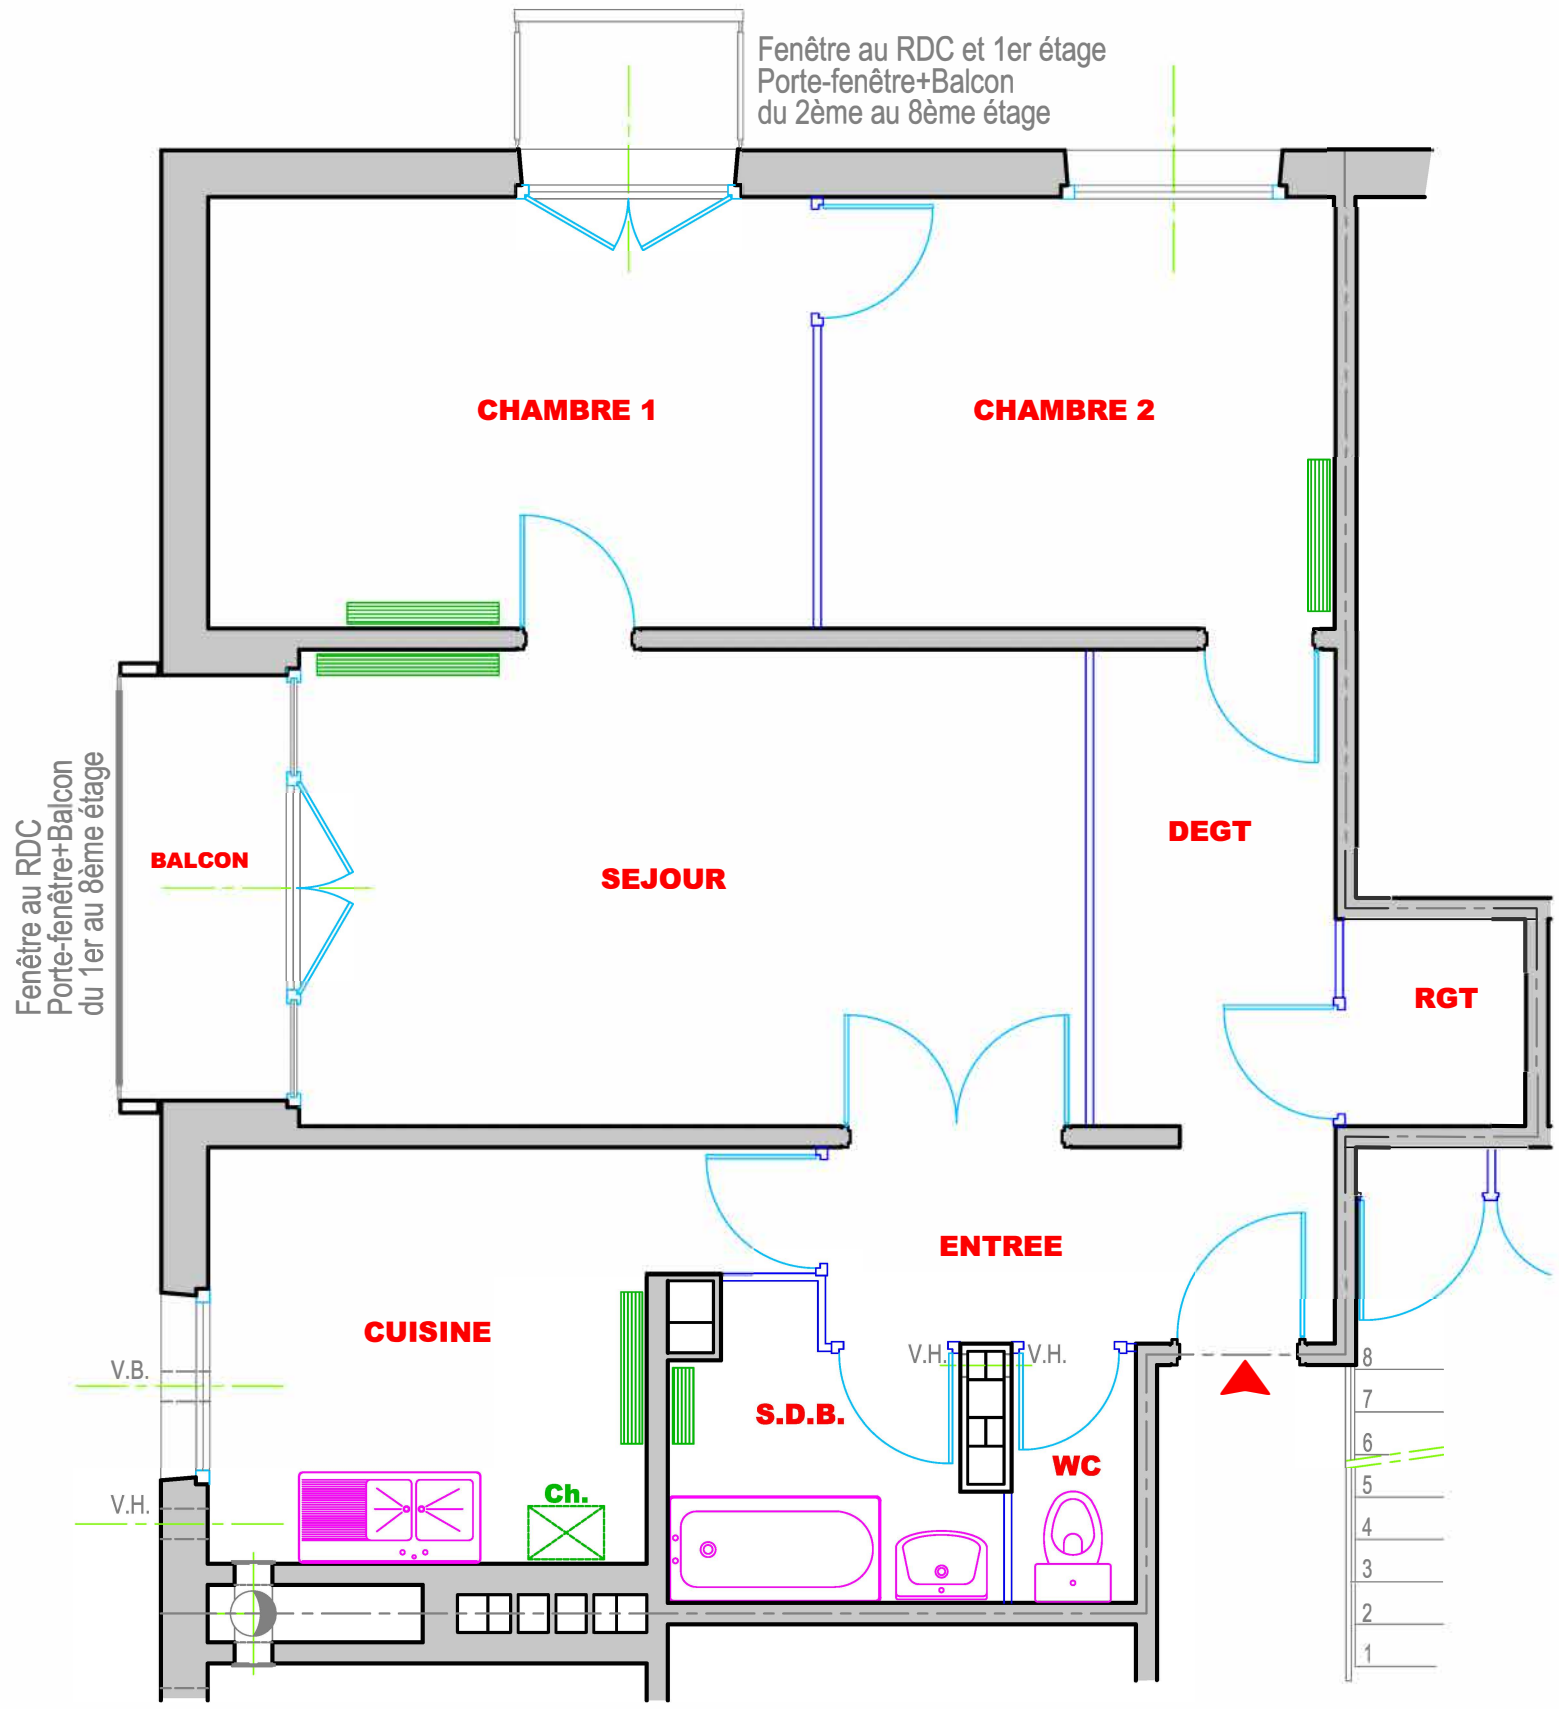 Fenêtre au RDC et 1er étage
Porte-fenêtre+Balcon
du 2ème au 8ème étage
CHAMBRE 1
CHAMBRE 2
Fenêtre au RDC
Porte-fenêtre+Balcon
du 1er au 8ème étage
BALCON
SEJOUR
DEGT
RGT
ENTREE
CUISINE
V.B.
V.H.
V.H.
V.H.
S.D.B.
WC
Ch.
8
7
6
5
4
3
2
1